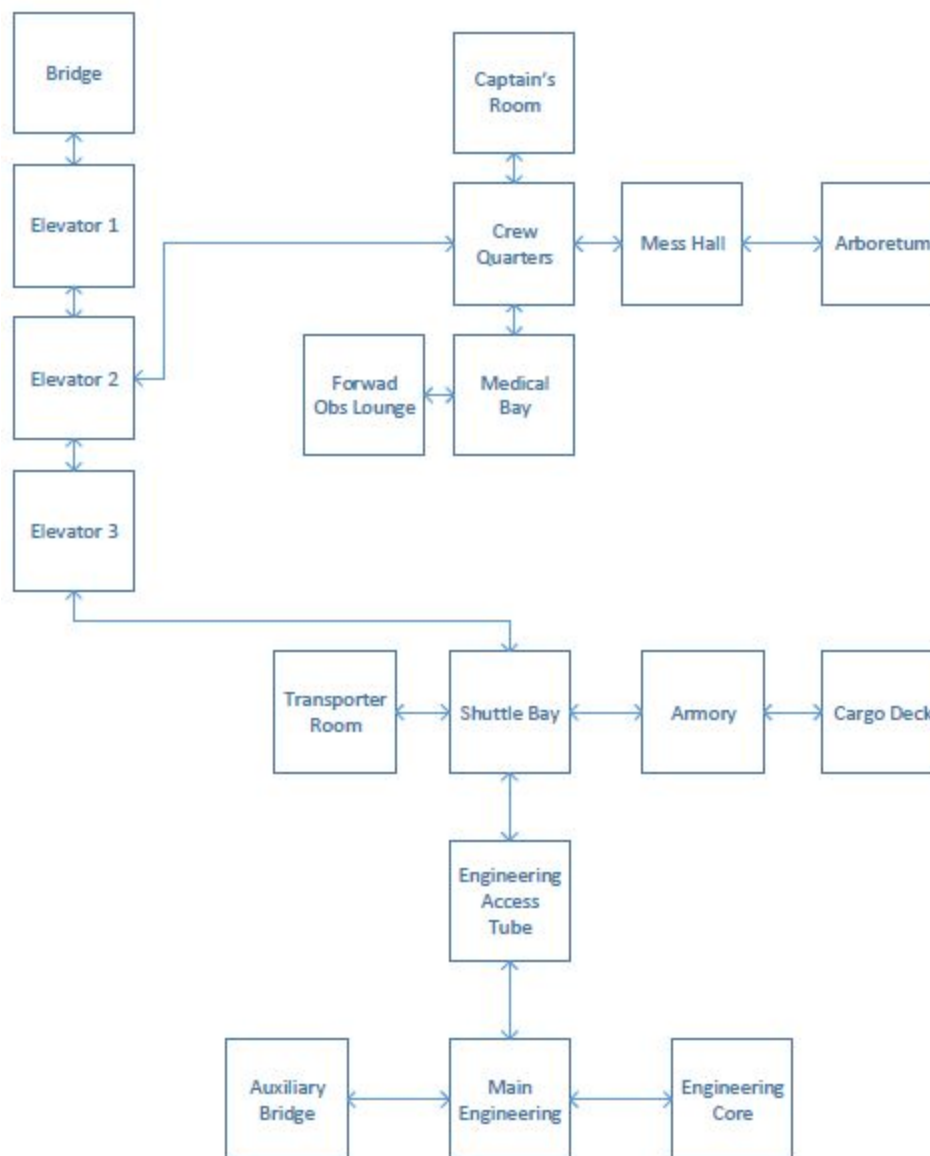 Bridge
Captain's
Room
Elevator 1
Crew
Quarters
Mess Hall
Arboretum
Elevator 2
Forwad
Obs Lounge
Medical
Bay
Elevator 3
Transporter
Room
Shuttle Bay
Armory
Cargo Deck
Engineering
Access
Tube
Auxiliary
Bridge
Main
Engineering
Engineering
Core